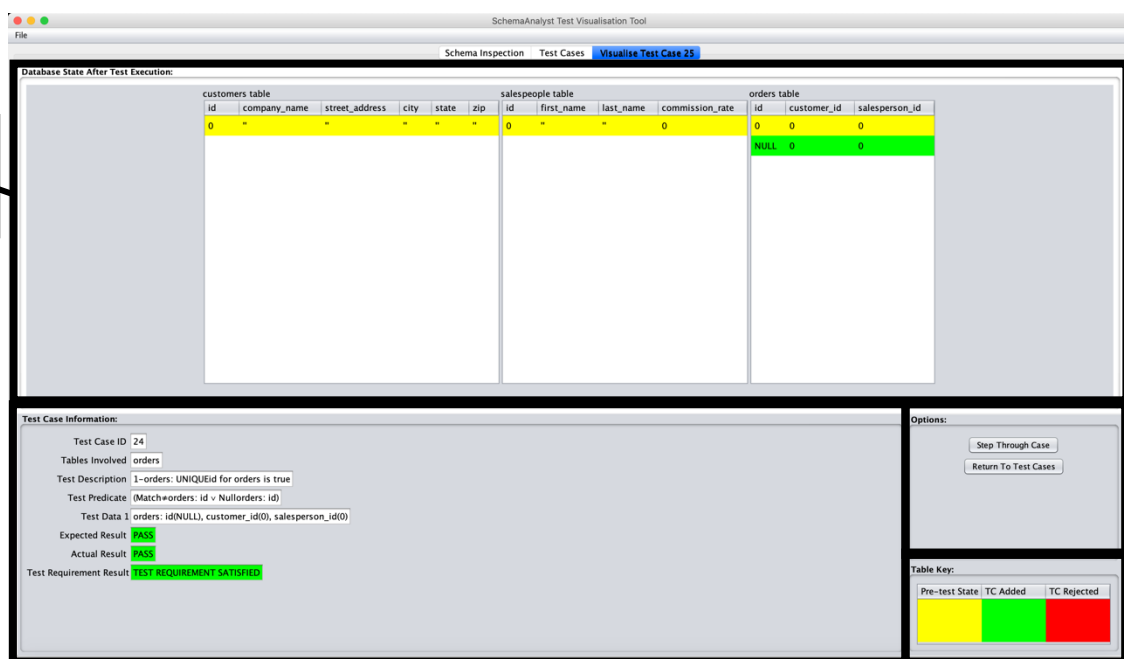 SchemaAnalyst Test Visualisation Tool
File
Schema Inspection Test Cases Visualise Test Case 25
Database State After Test Execution:
customers table salespeople table orders table
id company_name street_address city state zip id first_name last_name commission_rate id customer_id salesperson_id
0 '' '' '' '' '' 0 '' '' 0 0 0 0
NULL 0 0
Test Case Information:
Test Case ID 24
Tables Involved orders
Test Description 1-orders: UNIQUEid for orders is true
Test Predicate (Match≠orders: id ∨ Nullorders: id)
Test Data 1 orders: id(NULL), customer_id(0), salesperson_id(0)
Expected Result PASS
Actual Result PASS
Test Requirement Result TEST REQUIREMENT SATISFIED
Options:
Step Through Case
Return To Test Cases
Table Key:
Pre-test State TC Added TC Rejected